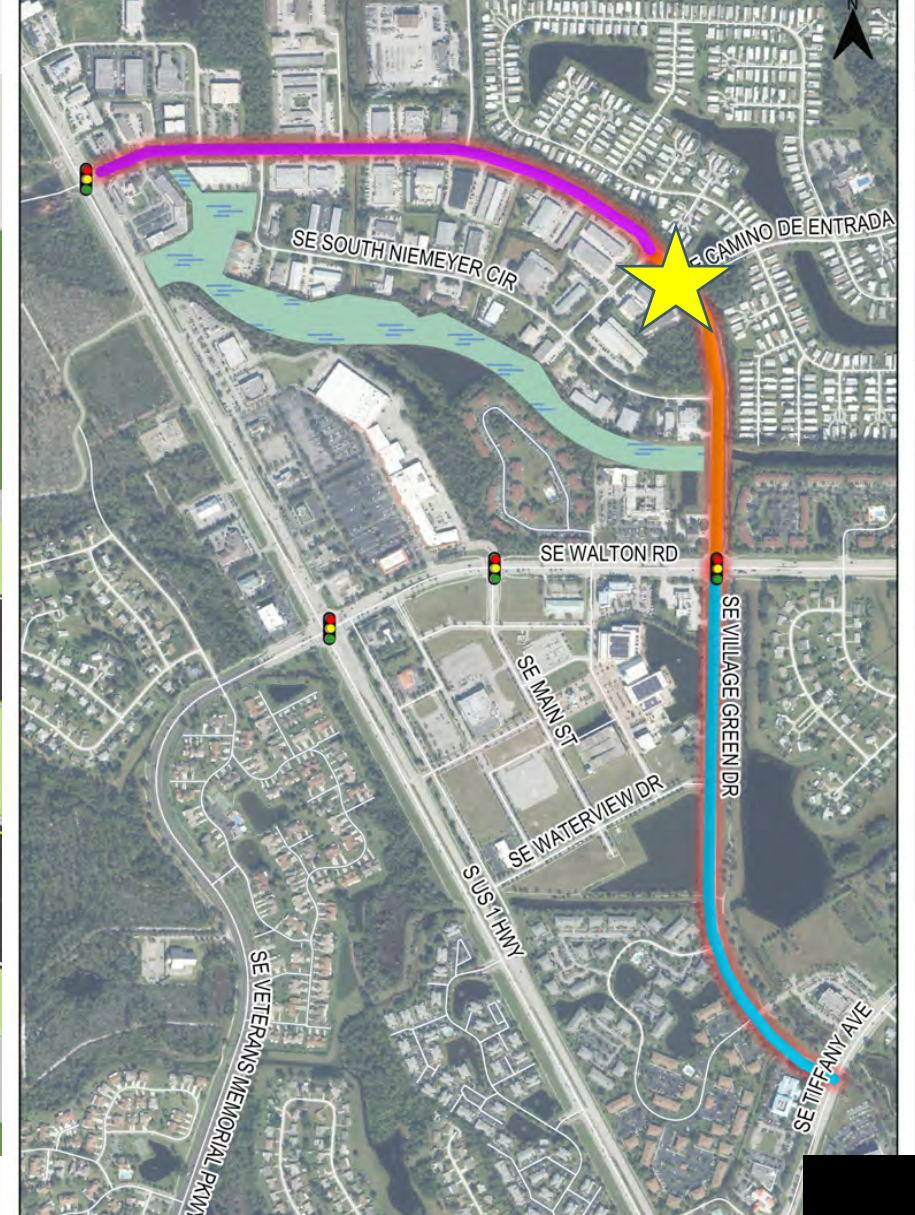 N
SE CAMINO DE ENTRADA
SE SOUTH NIEMEYER CIR
SE WALTON RD
SE VILLAGE GREEN DR
SE MAIN ST
SE WATERVIEW DR
S US 1 HWY
SE VETERANS MEMORIAL PKWY
SE TIFFANY AVE